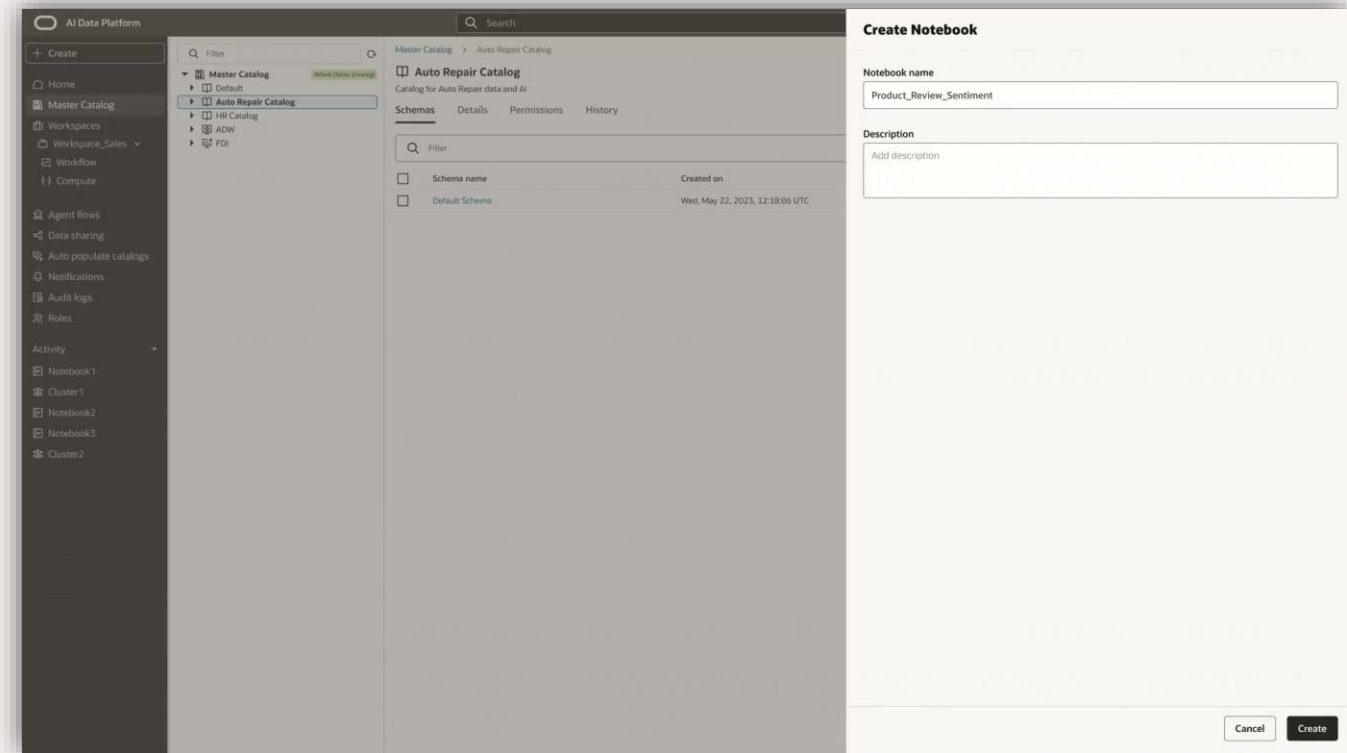 AI Data Platform
Search
Create Notebook
+ Create
Home
Master Catalog
Workspaces
Workspace_Sales
Workflow
Compute
Agent flows
Data sharing
Auto populate catalogs
Notifications
Audit logs
Roles
Activity
Notebook1
Cluster1
Notebook2
Notebook3
Cluster2
Filter
Master Catalog
Default
Auto Repair Catalog
HR Catalog
ADW
FDI
Master Catalog > Auto Repair Catalog
Auto Repair Catalog
Catalog for Auto Repair data and AI
Schemas Details Permissions History
Filter
Schema name Created on
Default Schema Wed, May 22, 2023, 12:18:06 UTC
Notebook name
Product_Review_Sentiment
Description
Add description
Cancel Create